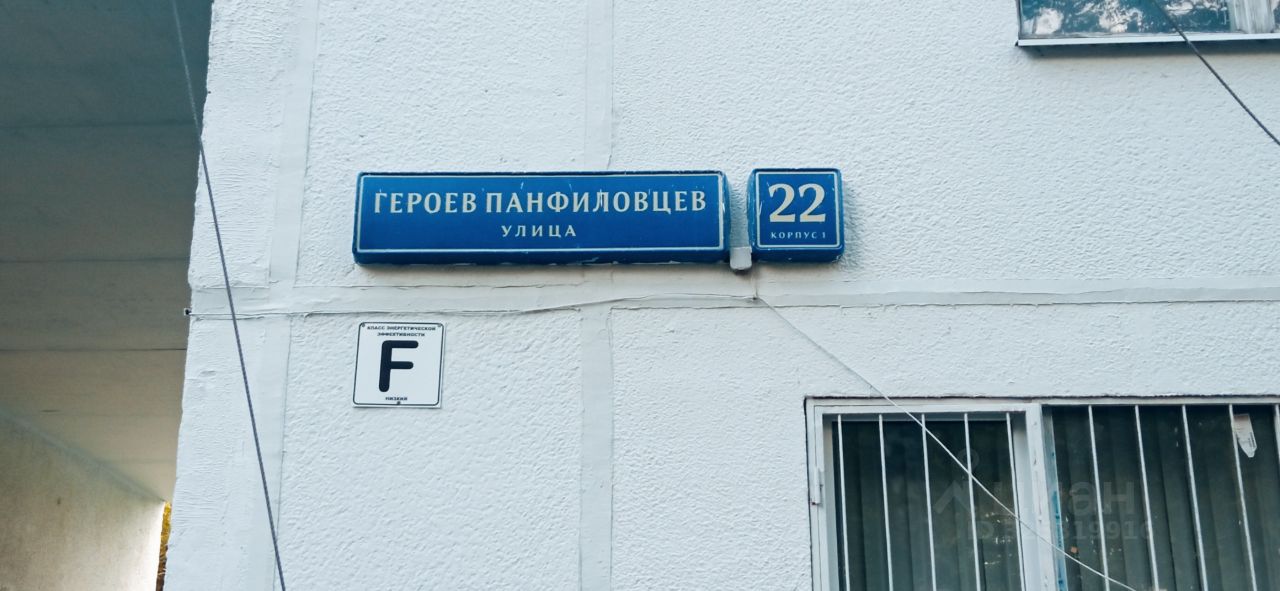 ГЕРОЕВ ПАНФИЛОВЦЕВ
УЛИЦА
22
КОРПУС 1
КЛАСС ЭНЕРГЕТИЧЕСКОЙ
ЭФФЕКТИВНОСТИ
F
НИЗКИЙ